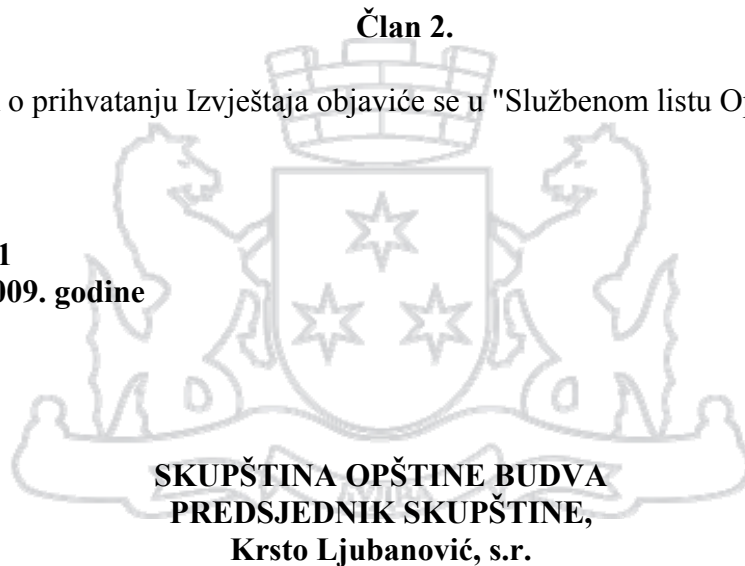 Član 2.
o prihvatanju Izvještaja objaviće se u "Službenom listu
1
009. godine
SKUPŠTINA OPŠTINE BUDVA
PREDSJEDNIK SKUPŠTINE,
Krsto Ljubanović, s.r.